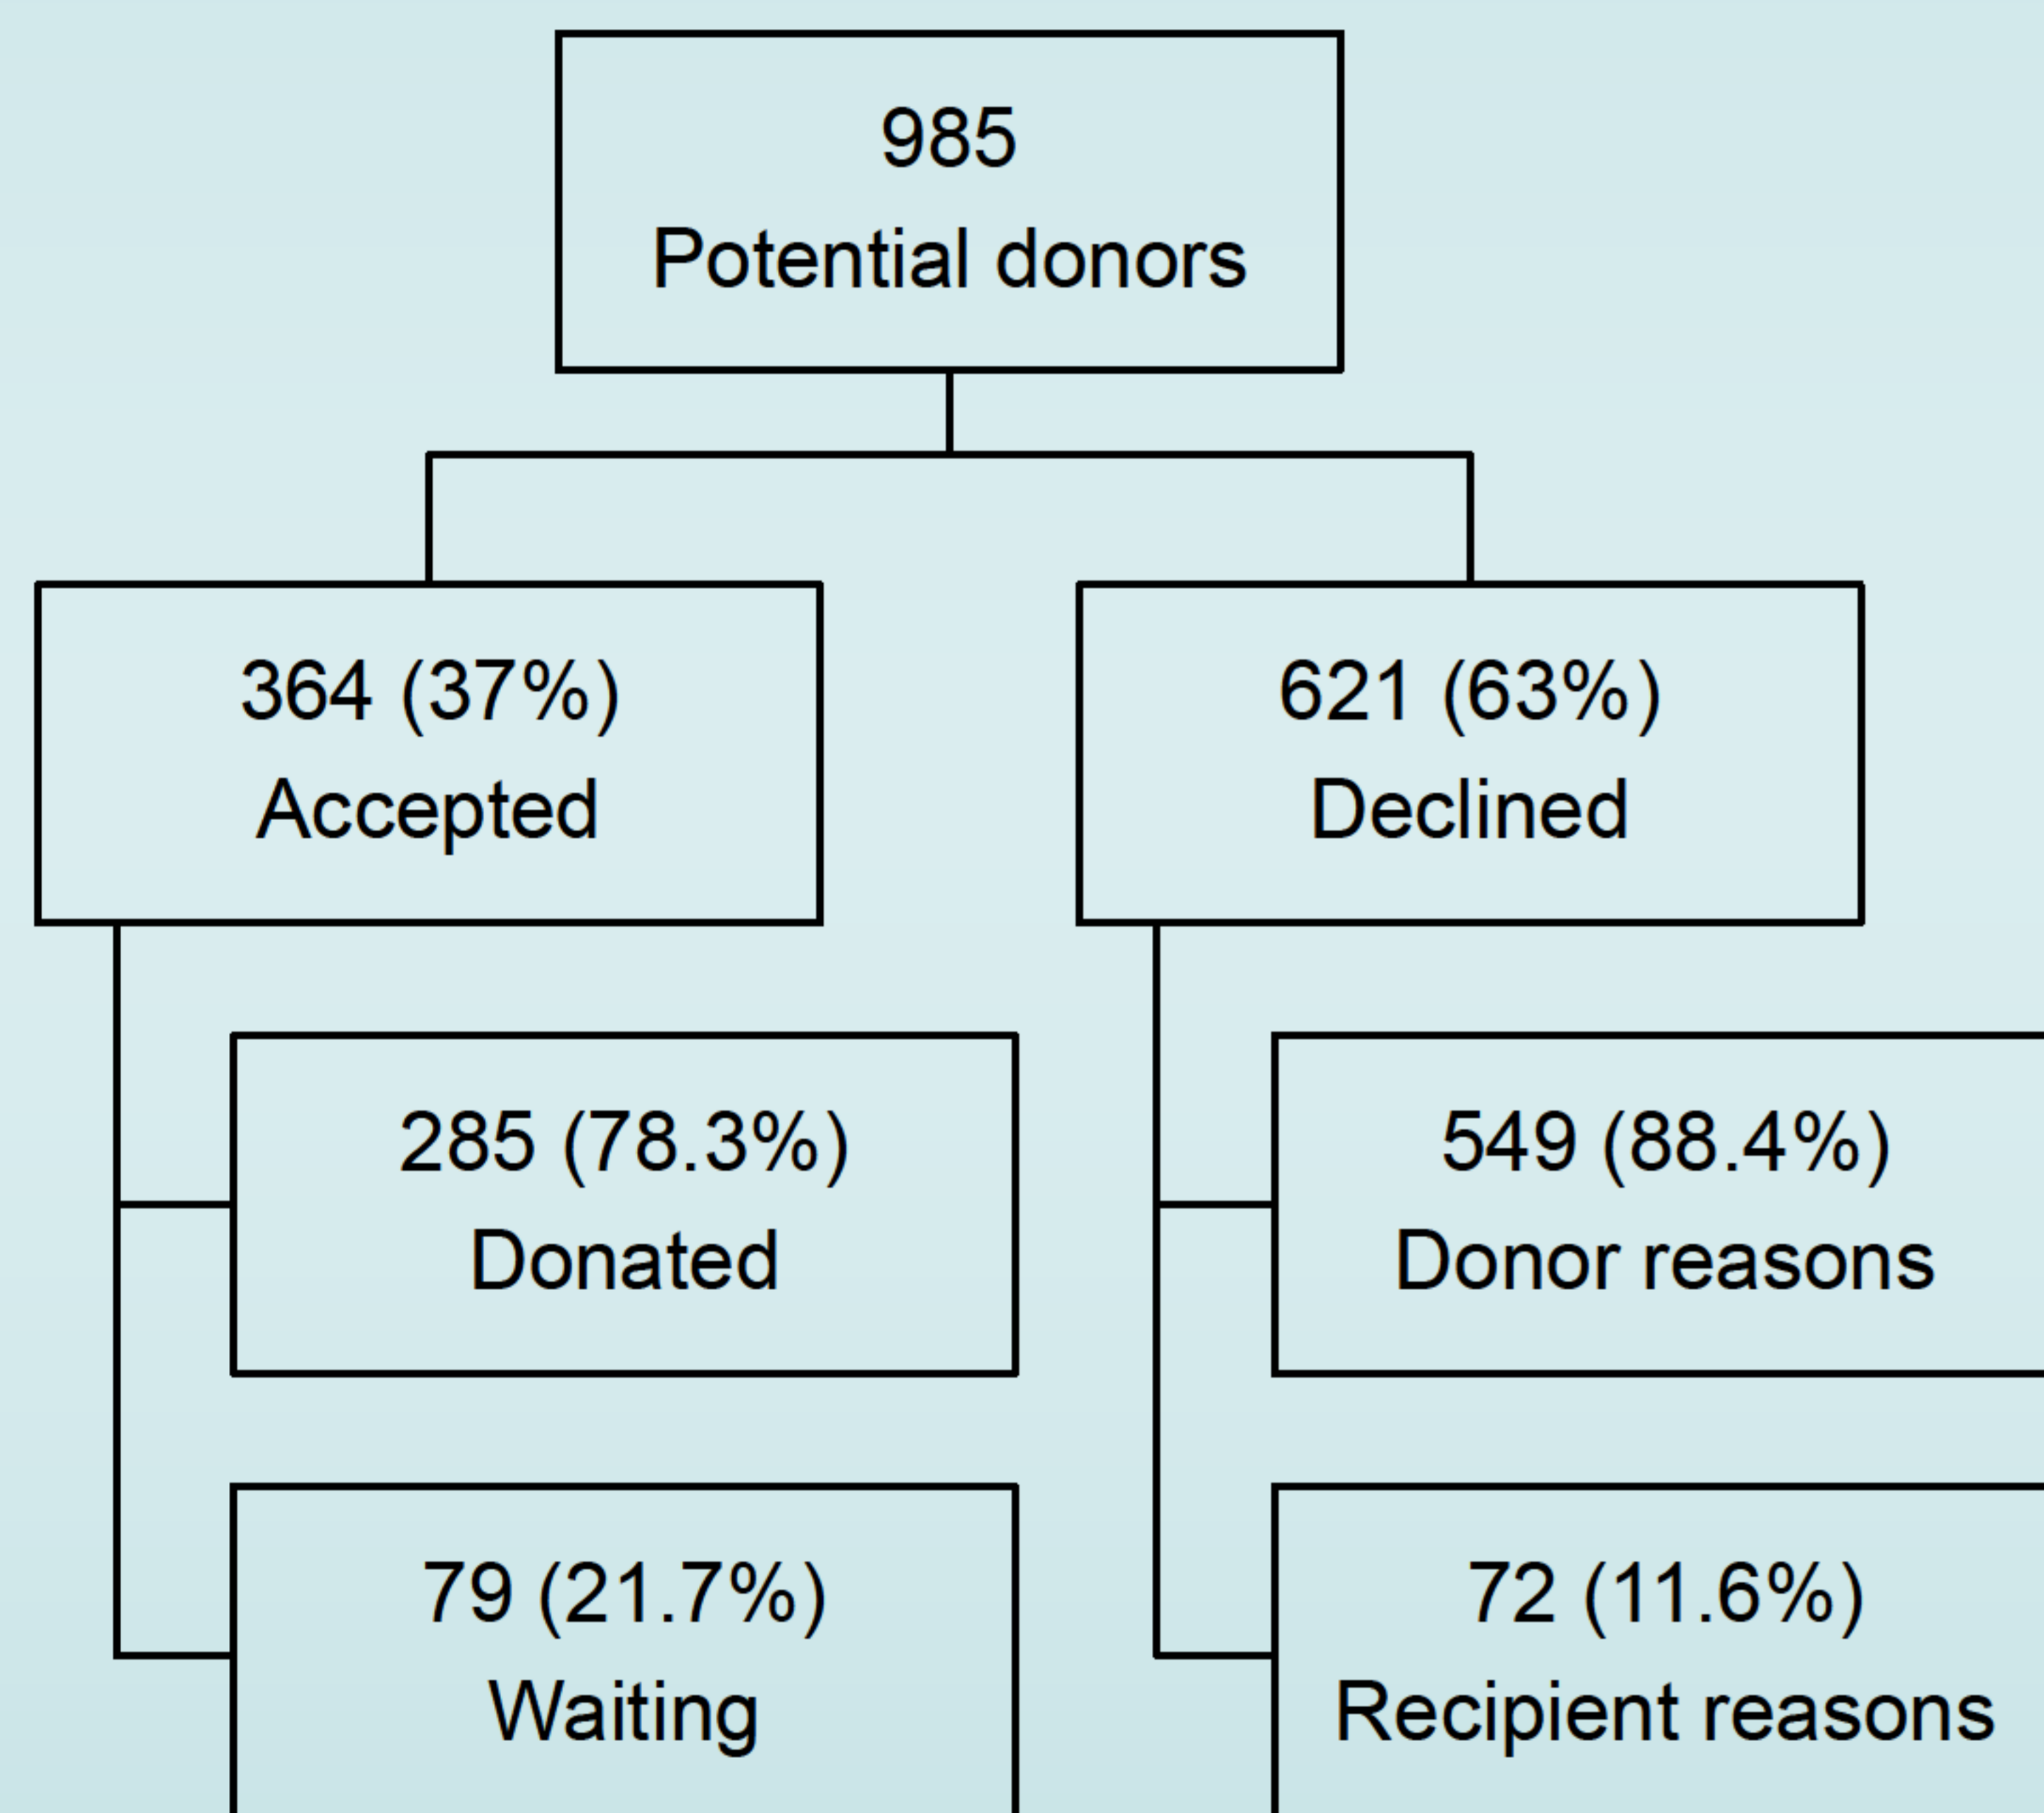 985
Potential donors
364 (37%)
Accepted
621 (63%)
Declined
285 (78.3%)
Donated
549 (88.4%)
Donor reasons
79 (21.7%)
Waiting
72 (11.6%)
Recipient reasons